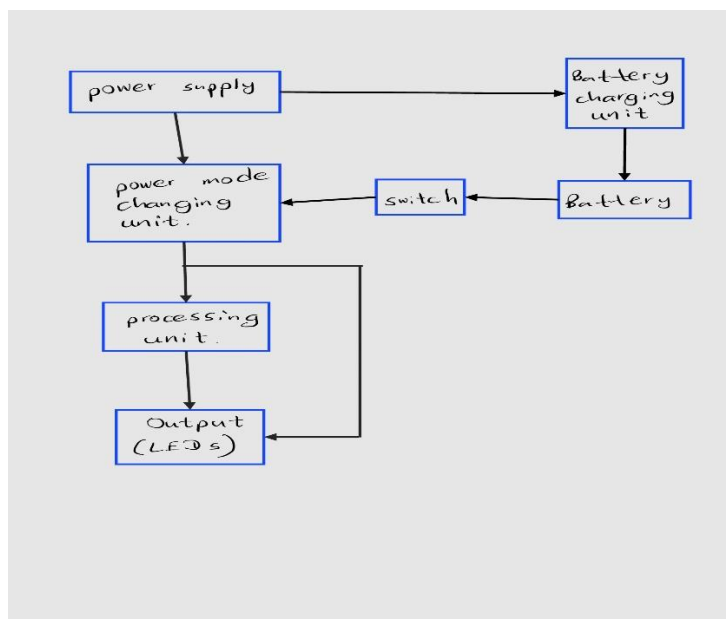 power supply
Battery
charging
unit
power mode
changing
unit.
switch
Battery
processing
unit.
Output
(LEDs)